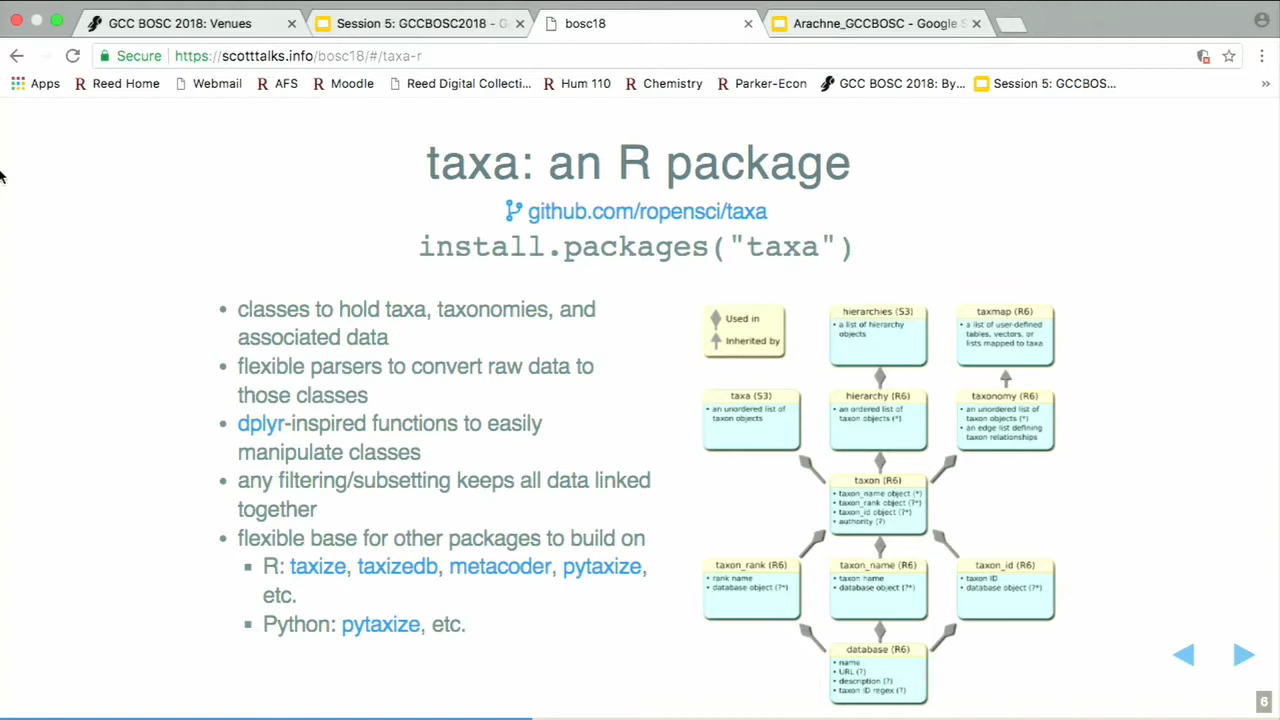 GCC BOSC 2018: Venues
Session 5: GCCBOSC2018 - G
bosc18
Arachne_GCCBOSC - Google S
Secure
https://scotttalks.info/bosc18/#/taxa-r
Apps
Reed Home
Webmail
AFS
Moodle
Reed Digital Collecti...
Hum 110
Chemistry
Parker-Econ
GCC BOSC 2018: By...
Session 5: GCCBOS...
»
taxa: an R package
github.com/ropensci/taxa
install.packages("taxa")
• classes to hold taxa, taxonomies, and
associated data
• flexible parsers to convert raw data to
those classes
• dplyr-inspired functions to easily
manipulate classes
• any filtering/subsetting keeps all data linked
together
• flexible base for other packages to build on
▪ R: taxize, taxizedb, metacoder, pytaxize,
etc.
▪ Python: pytaxize, etc.
Used in
Inherited by
hierarchies (S3)
• a list of hierarchy
objects
taxmap (R6)
• a list of user-defined
tables, vectors, or
lists mapped to taxa
taxa (S3)
• an unordered list of
taxon objects
hierarchy (R6)
• an ordered list of
taxon objects (*)
taxonomy (R6)
• an unordered list of
taxon objects (*)
• an edge list defining
taxon relationships
taxon (R6)
• taxon_name object (*)
• taxon_rank object (?*)
• taxon_id object (?*)
• authority (?)
taxon_rank (R6)
• rank name
• database object (?*)
taxon_name (R6)
• taxon name
• database object (?*)
taxon_id (R6)
• taxon ID
• database object (?*)
database (R6)
• name
• URL (?)
• description (?)
• taxon ID regex (?)
6